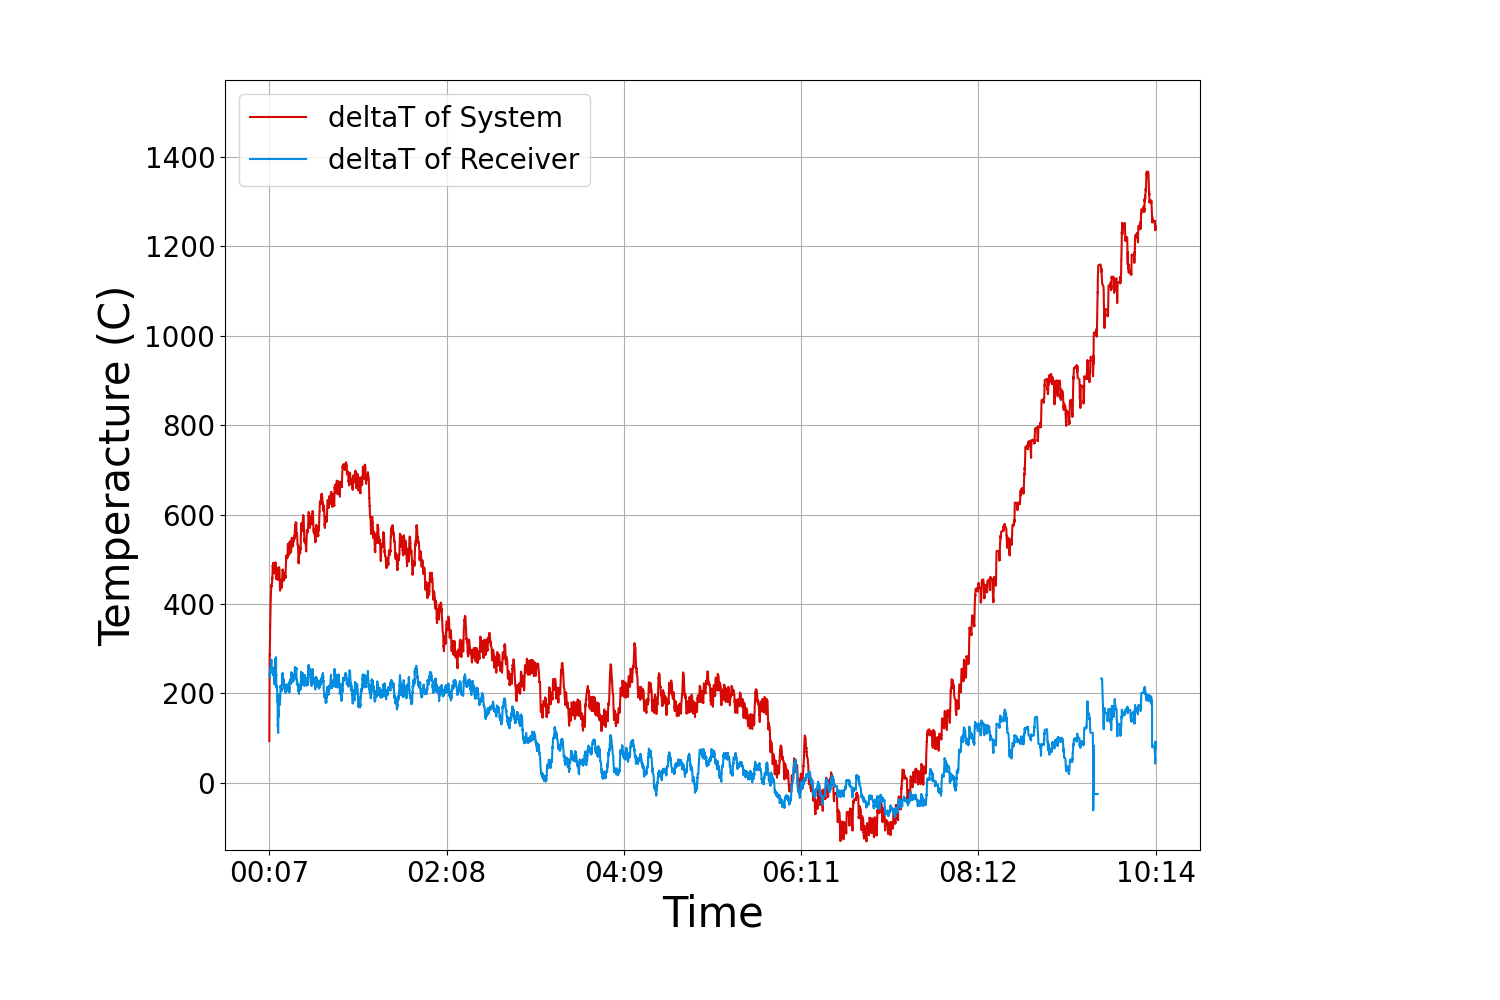 deltaT of System
deltaT of Receiver
1400
1200
1000
800
600
400
200
0
Temperacture (C)
00:07 02:08 04:09 06:11 08:12 10:14
Time